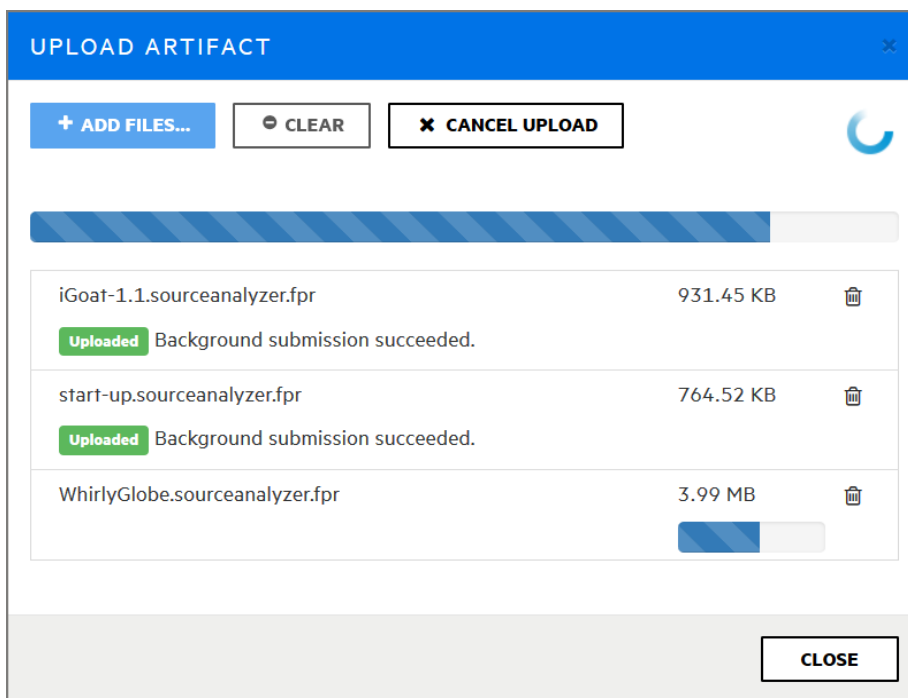 UPLOAD ARTIFACT
ADD FILES... CLEAR CANCEL UPLOAD
iGoat-1.1.sourceanalyzer.fpr 931.45 KB
Uploaded Background submission succeeded.
start-up.sourceanalyzer.fpr 764.52 KB
Uploaded Background submission succeeded.
WhirlyGlobe.sourceanalyzer.fpr 3.99 MB
CLOSE